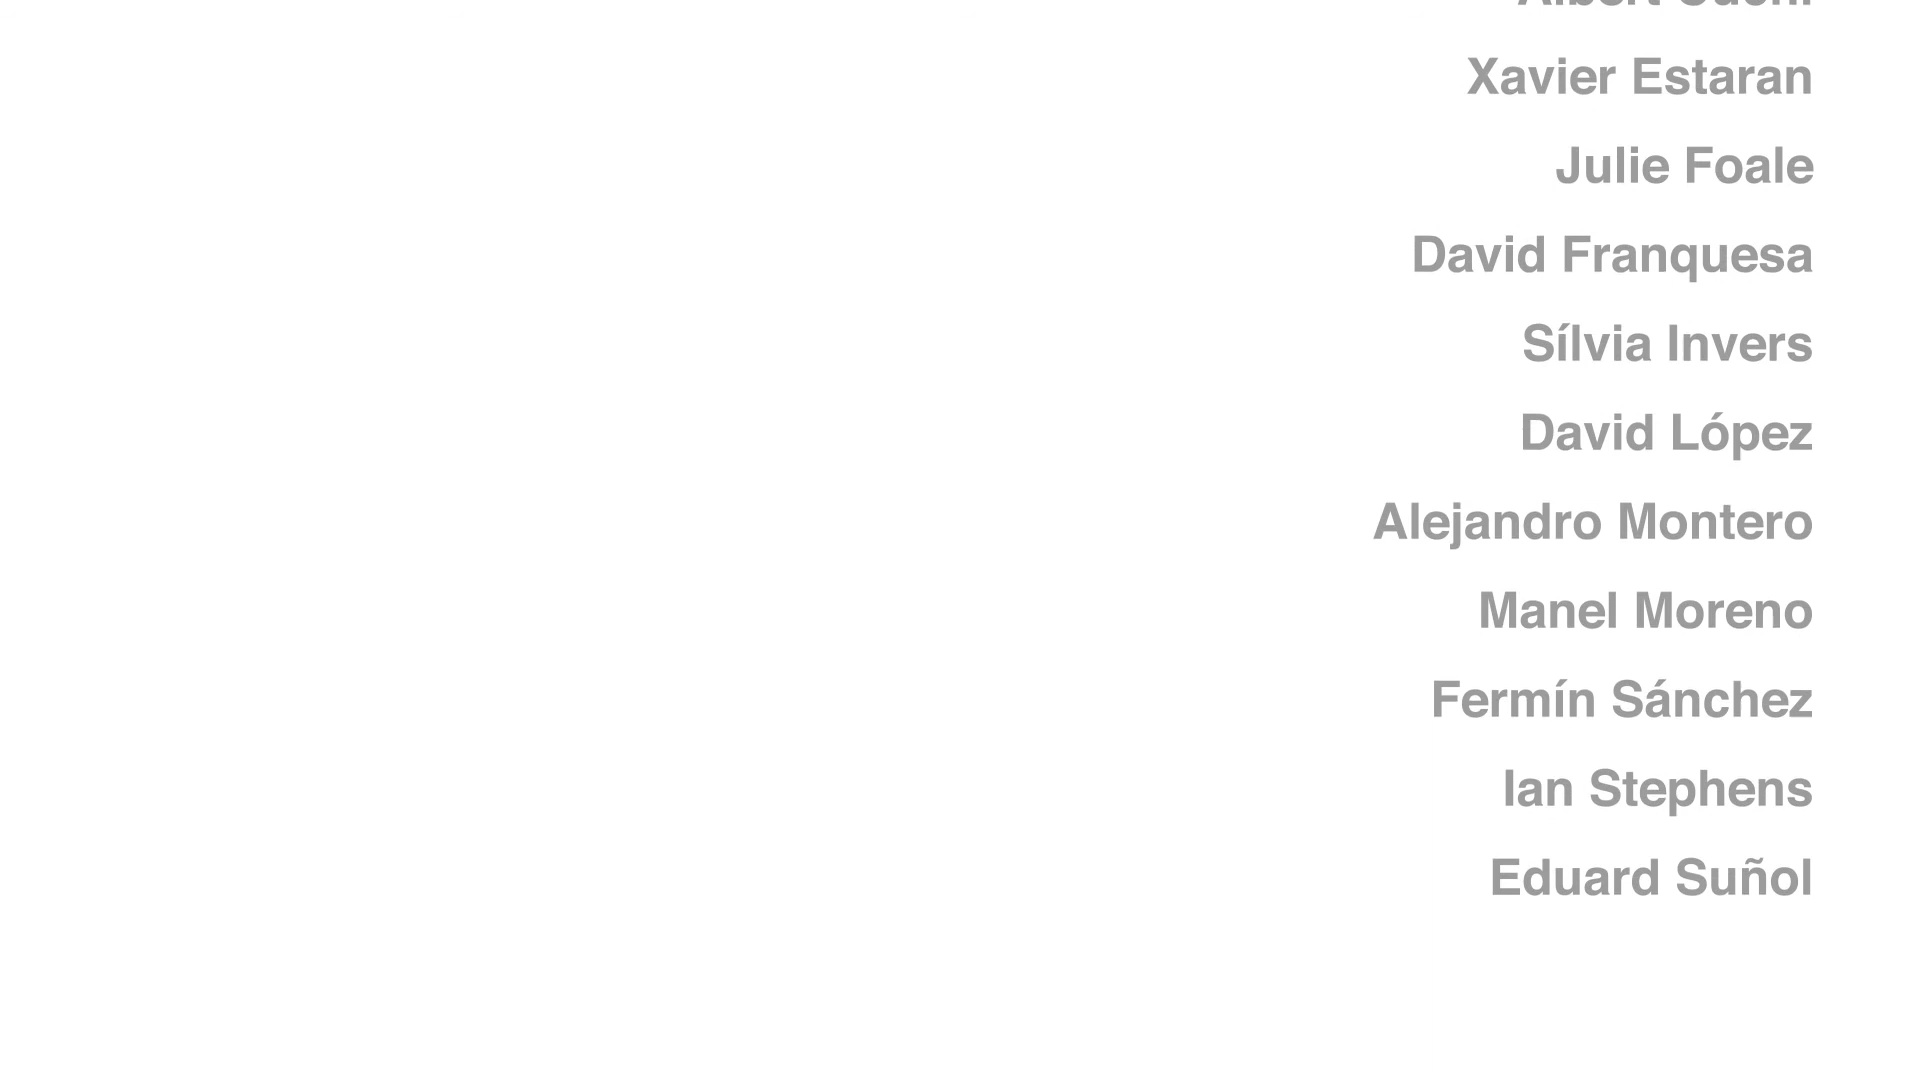 Albert
Xavier Estaran
Julie Foale
David Franquesa
Sílvia Invers
David López
Alejandro Montero
Manel Moreno
Fermín Sánchez
Ian Stephens
Eduard Suñol